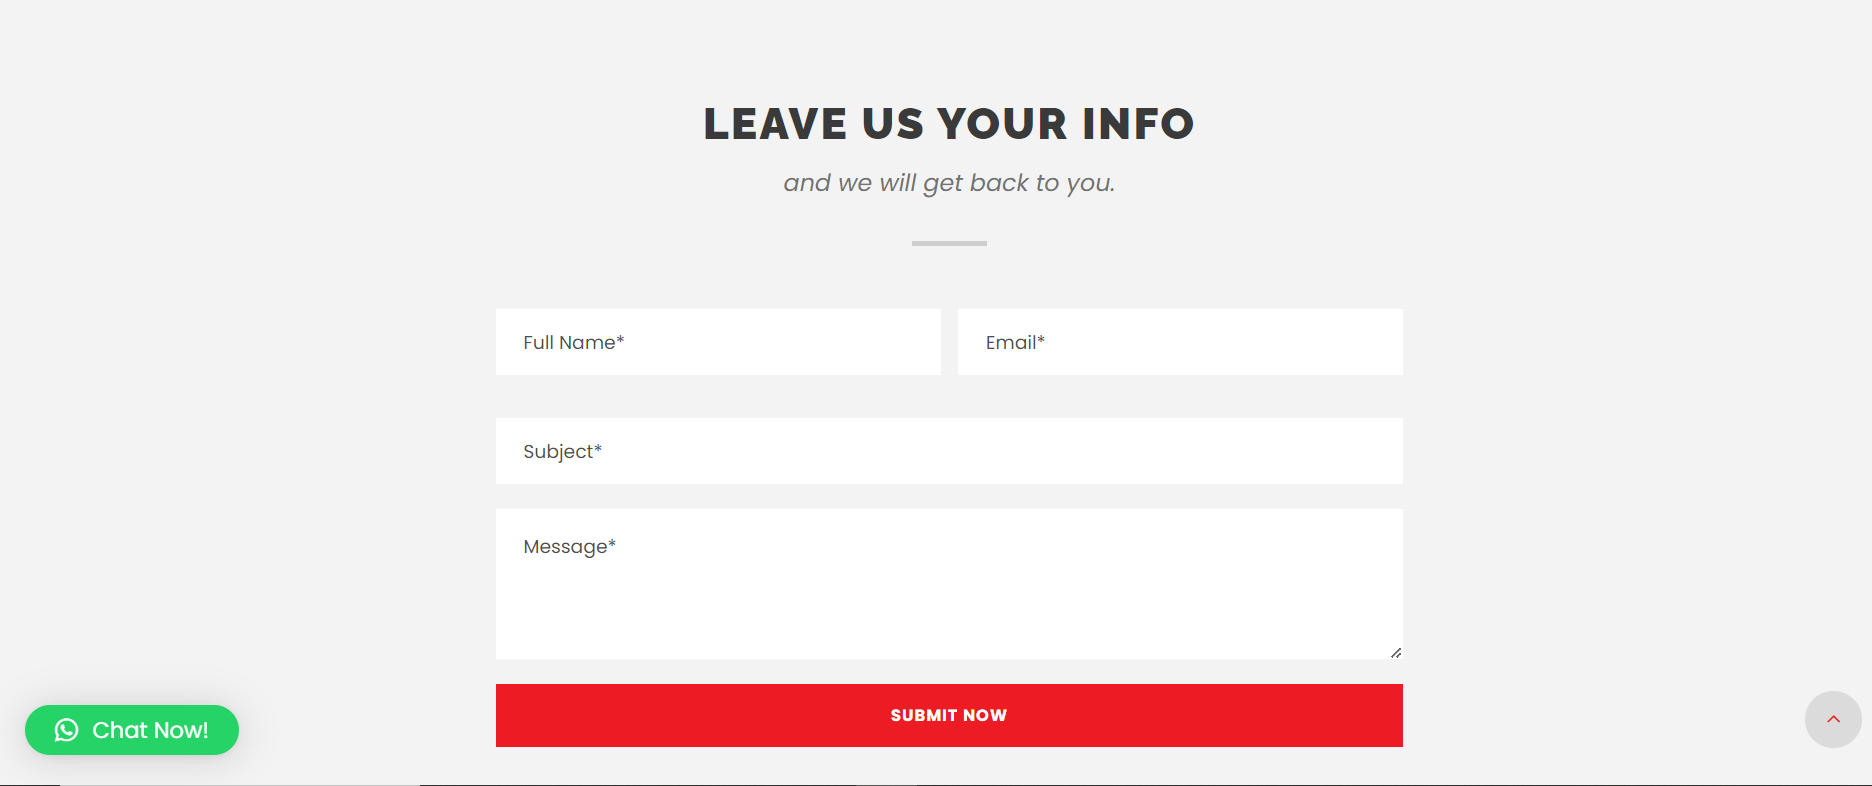 LEAVE US YOUR INFO
and we will get back to you.
Full Name*
Email*
Subject*
Message*
SUBMIT NOW
Chat Now!